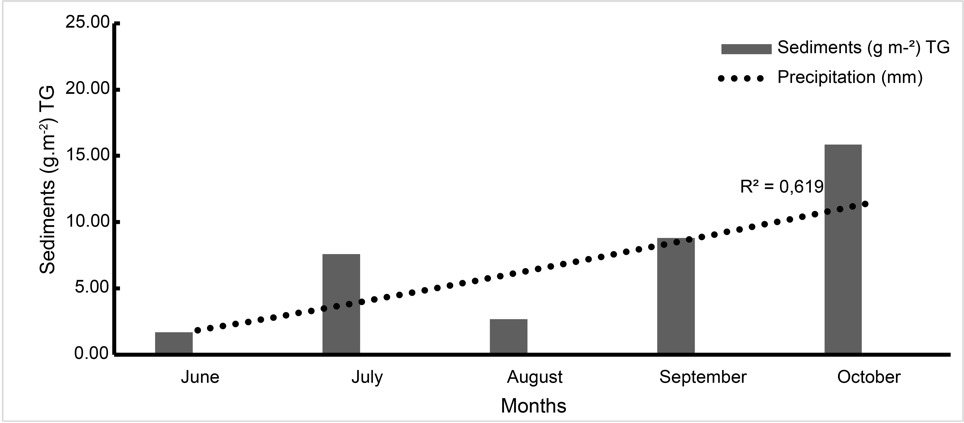 25.00
20.00
15.00
10.00
5.00
0.00
Sediments (g.m-²) TG
Sediments (g m-²) TG
Precipitation (mm)
R² = 0,619
June July August September October
Months